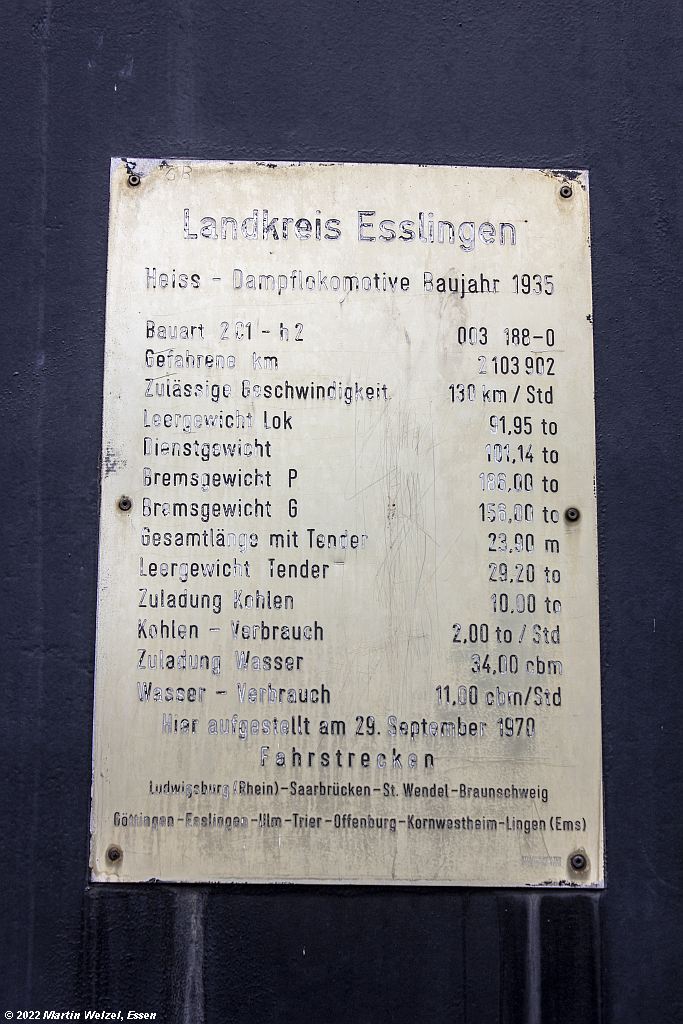 Landkreis Esslingen
Heiss - Dampflokomotive Baujahr 1935
Bauart 2C1 - h2 003 188-0
Gefahrene km 2103902
Zulässige Geschwindigkeit 130 km / Std
Leergewicht Lok 91,95 to
Dienstgewicht 101,14 to
Bremsgewicht P 186,00 to
Bremsgewicht G 156,00 to
Gesamtlänge mit Tender 23,90 m
Leergewicht Tender 29,20 to
Zuladung Kohlen 10,00 to
Kohlen - Verbrauch 2,00 to / Std
Zuladung Wasser 34,00 cbm
Wasser - Verbrauch 11,00 cbm/Std
Hier aufgestellt am 29. September 1970
Fahrstrecken
Ludwigsburg (Rhein)-Saarbrücken-St. Wendel-Braunschweig
Göttingen-Esslingen-Ulm-Trier-Offenburg-Kornwestheim-Lingen (Ems)
© 2022 Martin Welzel, Essen